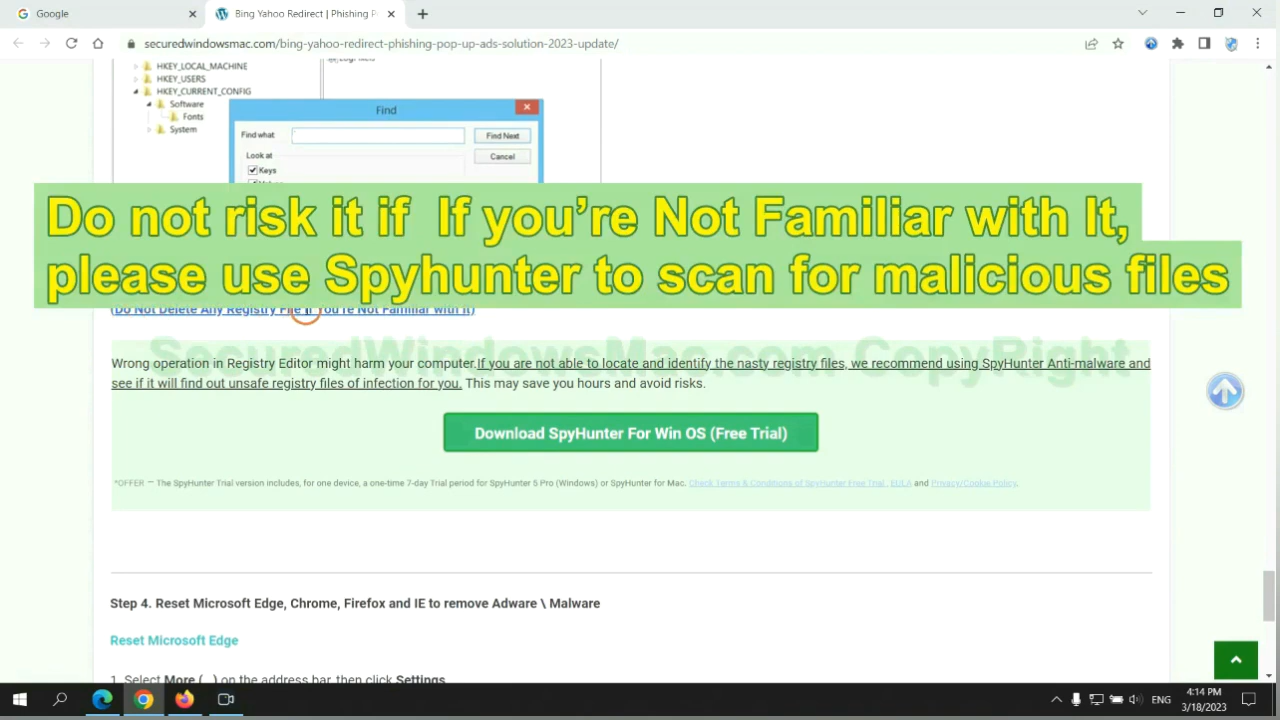 Google
Bing Yahoo Redirect | Phishing P
securedwindowsmac.com/bing-yahoo-redirect-phishing-pop-up-ads-solution-2023-update/
HKEY_LOCAL_MACHINE
HKEY_USERS
HKEY_CURRENT_CONFIG
Software
Fonts
System
Find
Find what
Find Next
Look at
Cancel
Keys
Do not risk it if If you’re Not Familiar with It,
please use Spyhunter to scan for malicious files
(Do Not Delete Any Registry File If You're Not Familiar with It)
SecuredWindowsMac.com CopyRight
Wrong operation in Registry Editor might harm your computer.If you are not able to locate and identify the nasty registry files, we recommend using SpyHunter Anti-malware and
see if it will find out unsafe registry files of infection for you. This may save you hours and avoid risks.
Download SpyHunter For Win OS (Free Trial)
*OFFER – The SpyHunter Trial version includes, for one device, a one-time 7-day Trial period for SpyHunter 5 Pro (Windows) or SpyHunter for Mac. Check Terms & Conditions of SpyHunter Free Trial , EULA and Privacy/Cookie Policy.
Step 4. Reset Microsoft Edge, Chrome, Firefox and IE to remove Adware \ Malware
Reset Microsoft Edge
1. Select More (...) on the address bar, then click Settings.
ENG
4:14 PM
3/18/2023